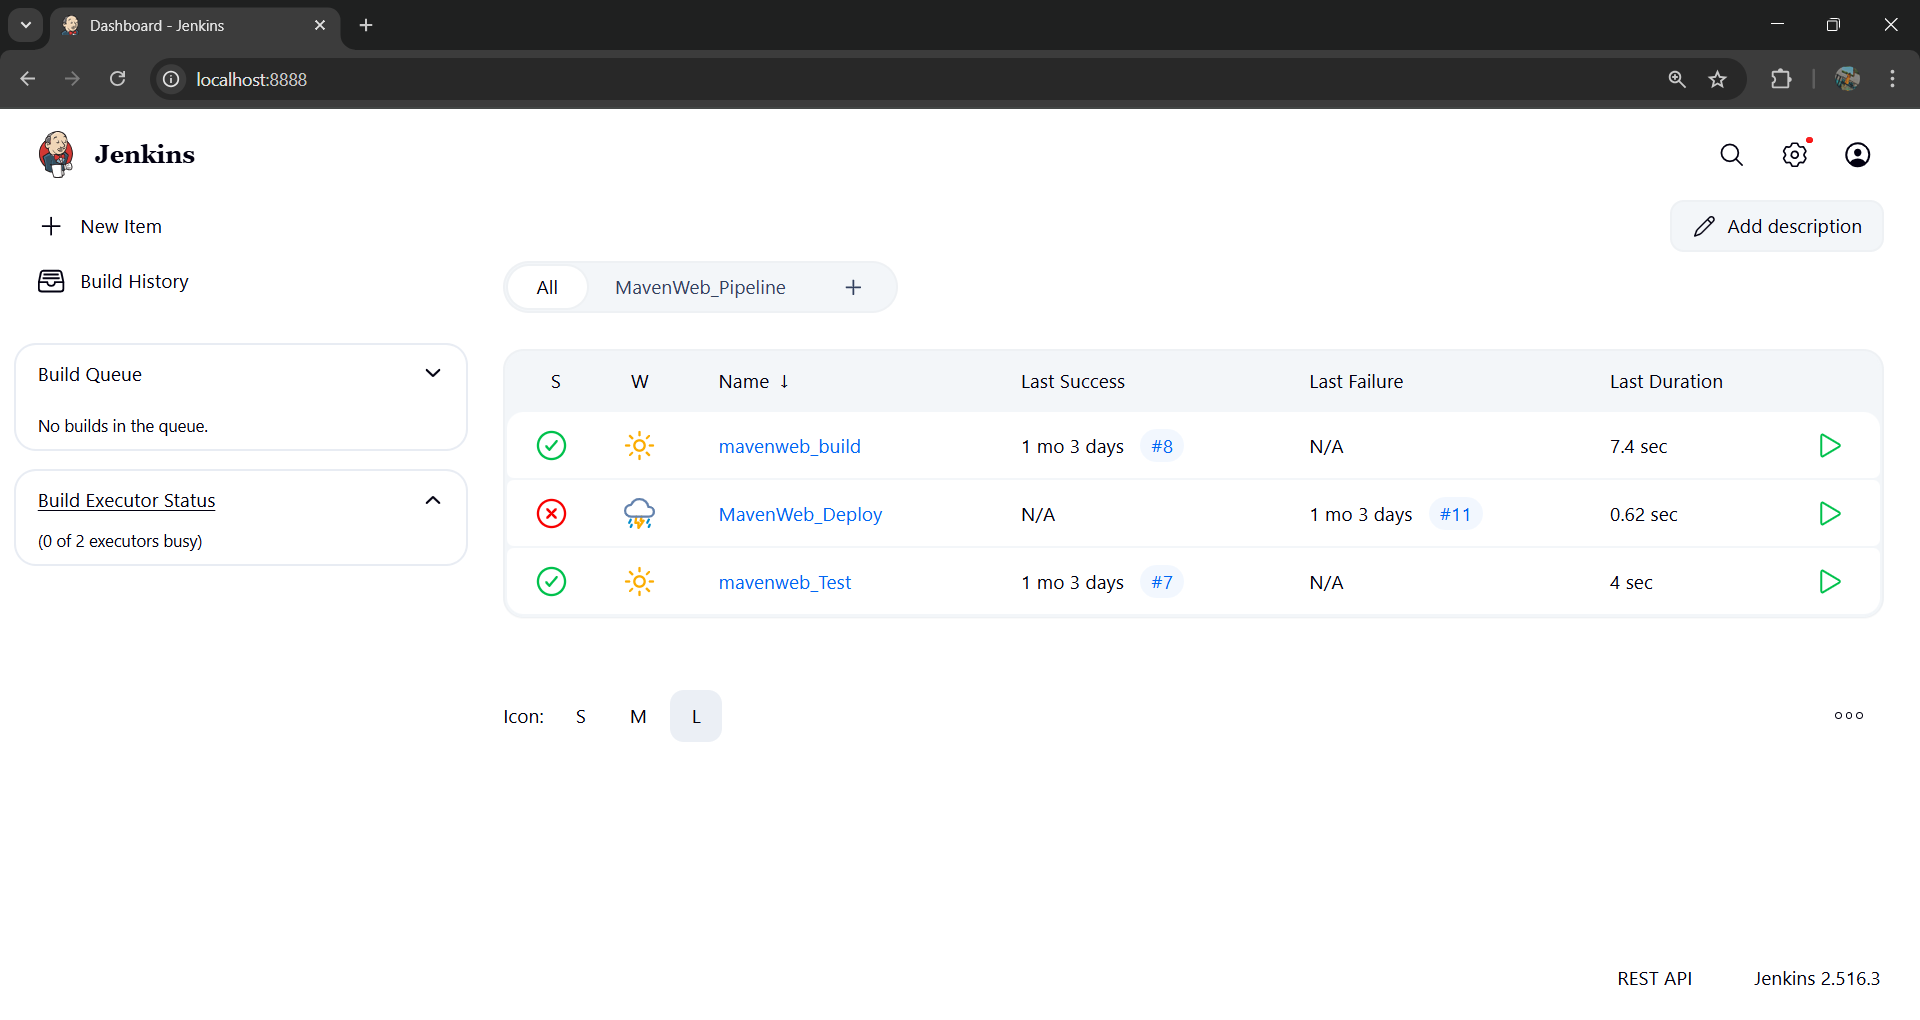 Dashboard - Jenkins
localhost:8888
Jenkins
New Item
Add description
Build History
All MavenWeb_Pipeline
Build Queue
No builds in the queue.
Build Executor Status
(0 of 2 executors busy)
S W Name ↓ Last Success Last Failure Last Duration
mavenweb_build 1 mo 3 days #8 N/A 7.4 sec
MavenWeb_Deploy N/A 1 mo 3 days #11 0.62 sec
mavenweb_Test 1 mo 3 days #7 N/A 4 sec
Icon: S M L
REST API Jenkins 2.516.3